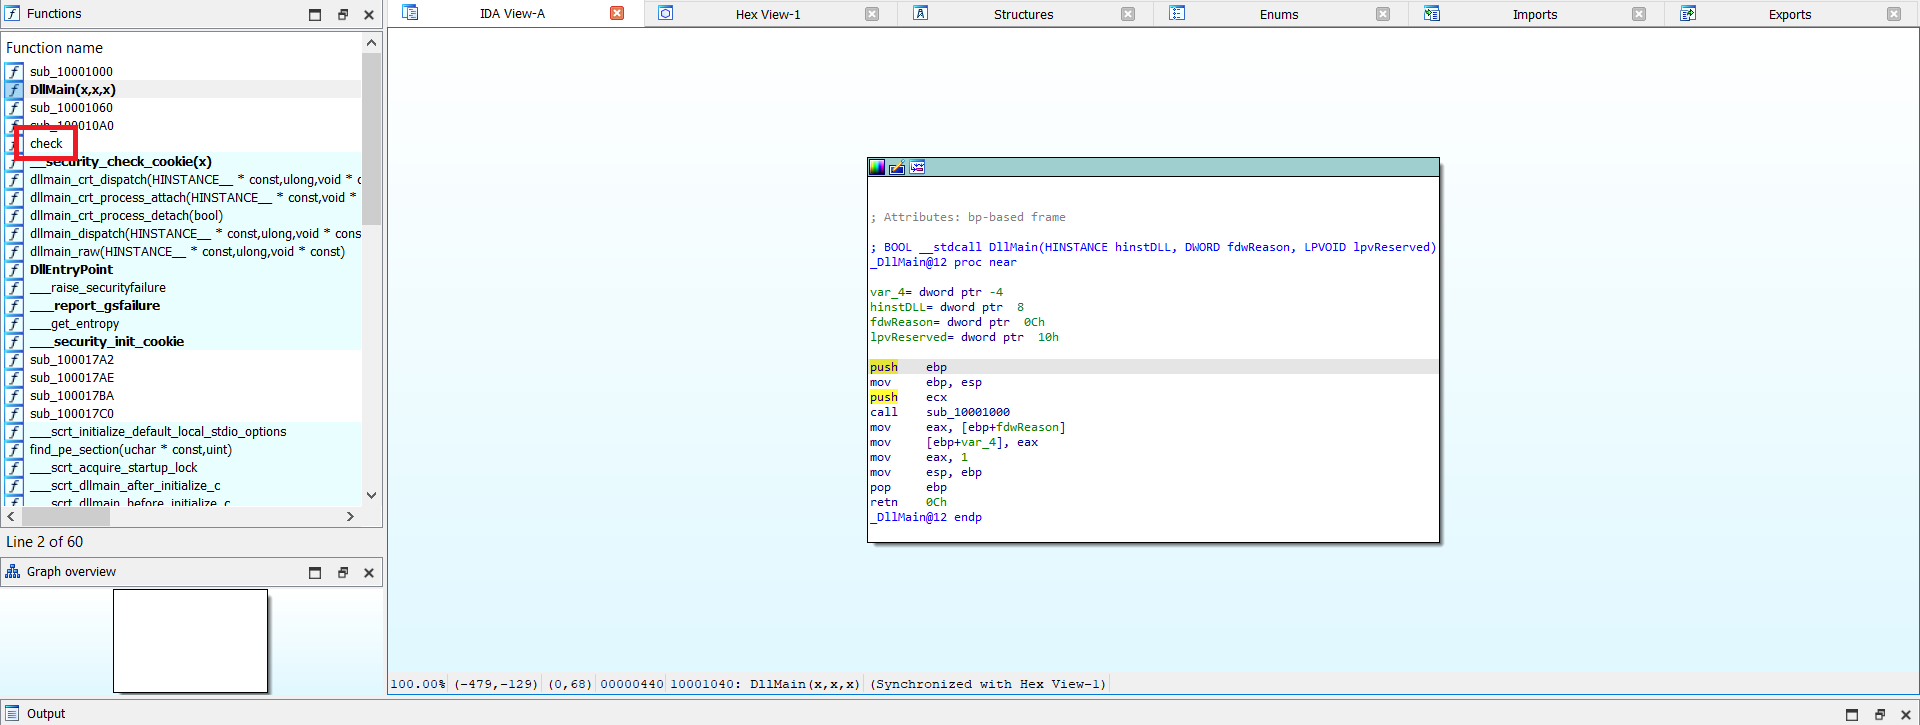 Functions
Function name
sub_10001000
DllMain(x,x,x)
sub_10001060
sub_100010A0
check
__security_check_cookie(x)
dllmain_crt_dispatch(HINSTANCE__ * const,ulong,void * c
dllmain_crt_process_attach(HINSTANCE__ * const,void *
dllmain_crt_process_detach(bool)
dllmain_dispatch(HINSTANCE__ * const,ulong,void * cons
dllmain_raw(HINSTANCE__ * const,ulong,void * const)
DllEntryPoint
___raise_securityfailure
___report_gsfailure
___get_entropy
___security_init_cookie
sub_100017A2
sub_100017AE
sub_100017BA
sub_100017C0
___scrt_initialize_default_local_stdio_options
find_pe_section(uchar * const,uint)
___scrt_acquire_startup_lock
___scrt_dllmain_after_initialize_c
___scrt_dllmain_before_initialize_c
Line 2 of 60
Graph overview
IDA View-A
Hex View-1
Structures
Enums
Imports
Exports
; Attributes: bp-based frame
; BOOL __stdcall DllMain(HINSTANCE hinstDLL, DWORD fdwReason, LPVOID lpvReserved)
_DllMain@12 proc near
var_4= dword ptr -4
hinstDLL= dword ptr  8
fdwReason= dword ptr  0Ch
lpvReserved= dword ptr  10h
push    ebp
mov     ebp, esp
push    ecx
call    sub_10001000
mov     eax, [ebp+fdwReason]
mov     [ebp+var_4], eax
mov     eax, 1
mov     esp, ebp
pop     ebp
retn    0Ch
_DllMain@12 endp
100.00% (-479,-129) (0,68) 00000440 10001040: DllMain(x,x,x) (Synchronized with Hex View-1)
Output